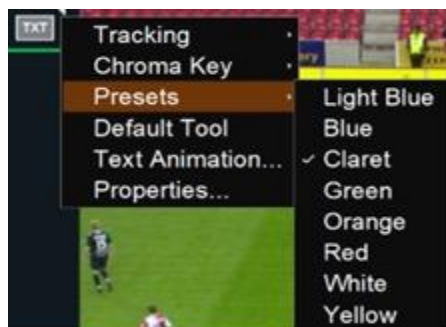 TXT
Tracking
Chroma Key
Presets
Default Tool
Text Animation...
Properties...
Light Blue
Blue
Claret
Green
Orange
Red
White
Yellow